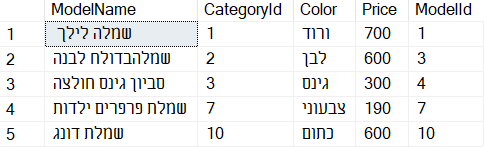 ModelName CategoryId Color Price ModelId
1 שמלה לילך 1 ורוד 700 1
2 שמלהבדולח לבנה 2 לבן 600 3
3 סביון גינס חולצה 3 גינס 300 4
4 שמלת פרפרים ילדות 7 צבעוני 190 7
5 שמלת דונג 10 כחום 600 10